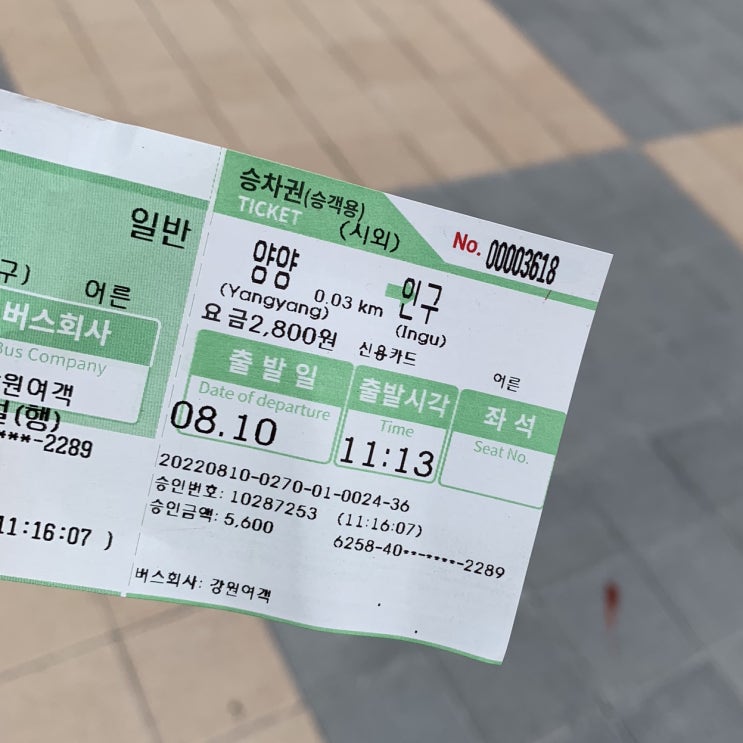 일반
구)
어른
버스회사
Bus Company
원여객
(행)
***-2289
11:16:07 )
승차권(승객용)
TICKET
(시외)
No. 00003618
양양 0.03 km 인구
(Yangyang) (Ingu)
요금2,800원 신용카드 어른
출발일 출발시각 좌석
Date of departure Time Seat No.
08.10 11:13
20220810-0270-01-0024-36
승인번호: 10287253 (11:16:07)
승인금액: 5,600 6258-40********-2289
버스회사: 강원여객